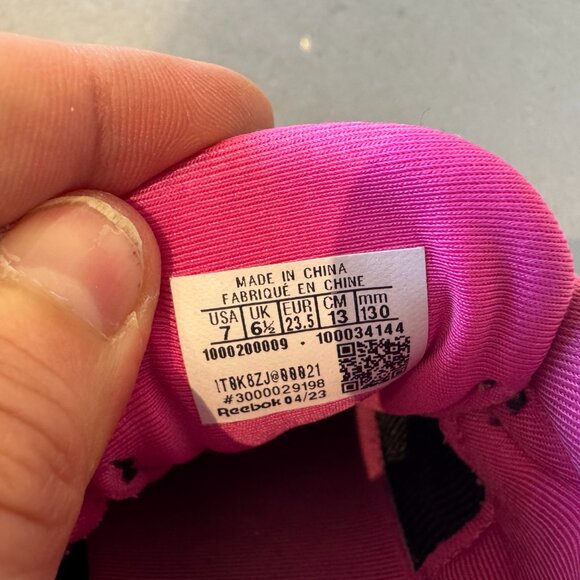 MADE IN CHINA
FABRIQUÉ EN CHINE
USA UK EUR CM mm
7 6½ 23.5 13 130
1000200009 • 100034144
1T0K6ZJ@00021
#3000029198
Reebok 04/23